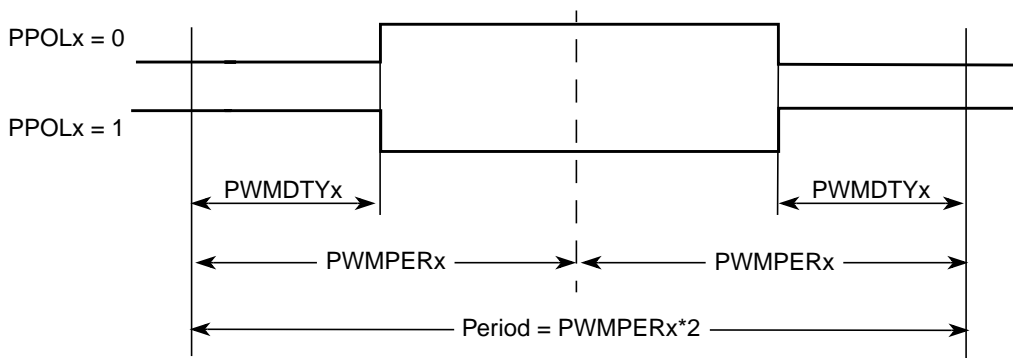 PPOLx = 0
PPOLx = 1
PWMDTYx
PWMDTYx
PWMPERx
PWMPERx
Period = PWMPERx*2